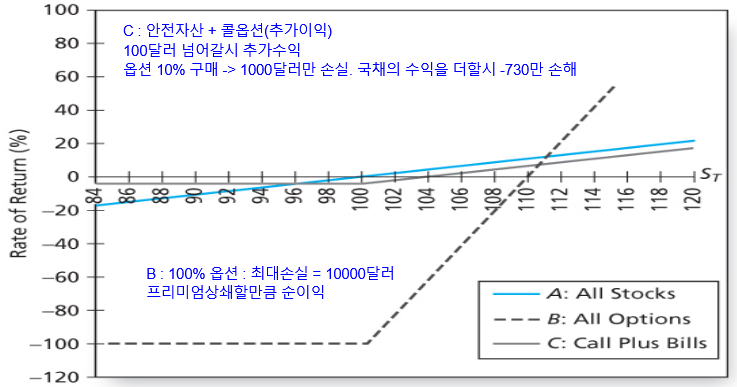 100
80
60
40
20
0
−20
−40
−60
−80
−100
−120
Rate of Return (%)
C : 안전자산 + 콜옵션(추가이익)
100달러 넘어갈시 추가수익
옵션 10% 구매 -> 1000달러만 손실. 국채의 수익을 더할시 -730만 손해
84 86 88 90 92 94 96 98 100 102 104 106 108 110 112 114 116 118 120
S_T
B : 100% 옵션 : 최대손실 = 10000달러
프리미엄상쇄할만큼 순이익
A: All Stocks
B: All Options
C: Call Plus Bills